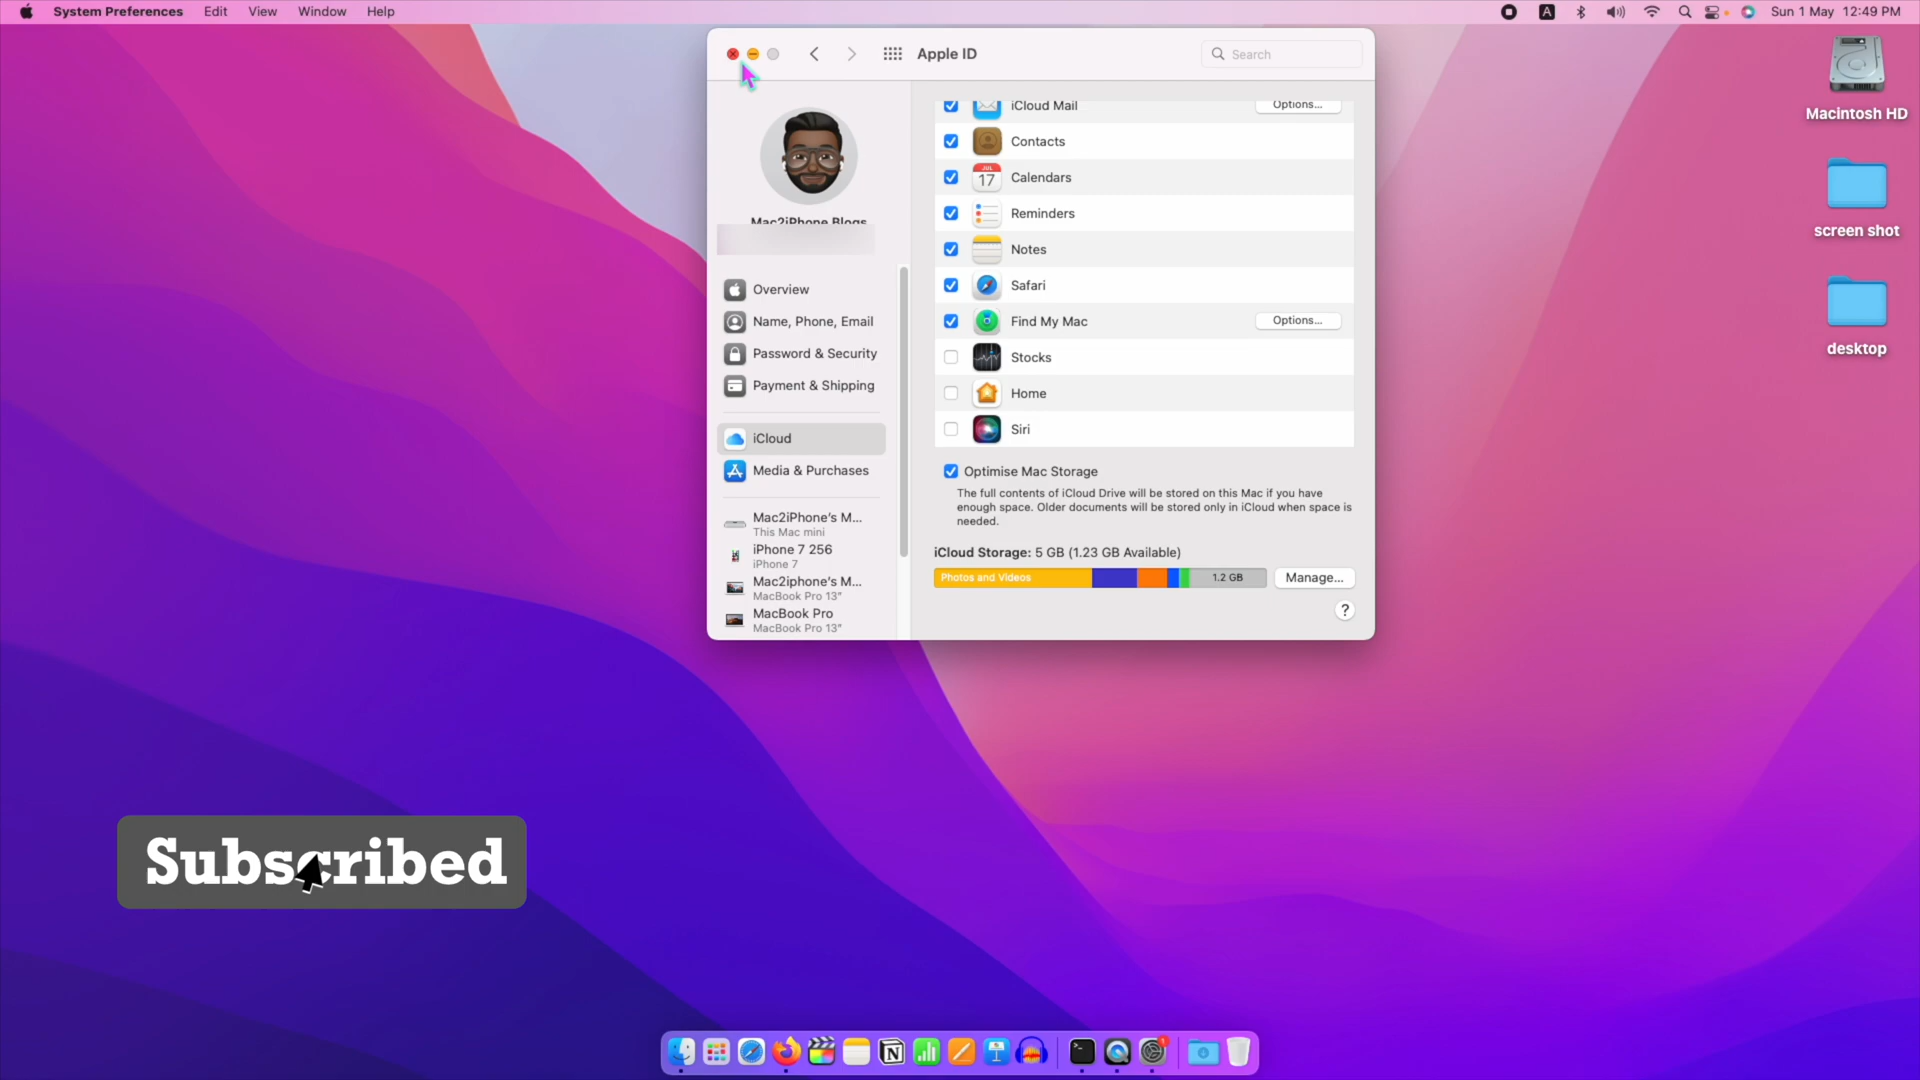 System Preferences Edit View Window Help
A
Sun 1 May 12:49 PM
Apple ID
Search
Macintosh HD
screen shot
desktop
Mac2iPhone Blogs
Overview
Name, Phone, Email
Password & Security
Payment & Shipping
iCloud
Media & Purchases
Mac2iPhone's M...
This Mac mini
iPhone 7 256
iPhone 7
Mac2iphone's M...
MacBook Pro 13"
MacBook Pro
MacBook Pro 13"
iCloud Mail
Options...
Contacts
JUL
17
Calendars
Reminders
Notes
Safari
Find My Mac
Options...
Stocks
Home
Siri
Optimise Mac Storage
The full contents of iCloud Drive will be stored on this Mac if you have
enough space. Older documents will be stored only in iCloud when space is
needed.
iCloud Storage: 5 GB (1.23 GB Available)
Photos and Videos
1.2 GB
Manage...
?
Subscribed
N
1